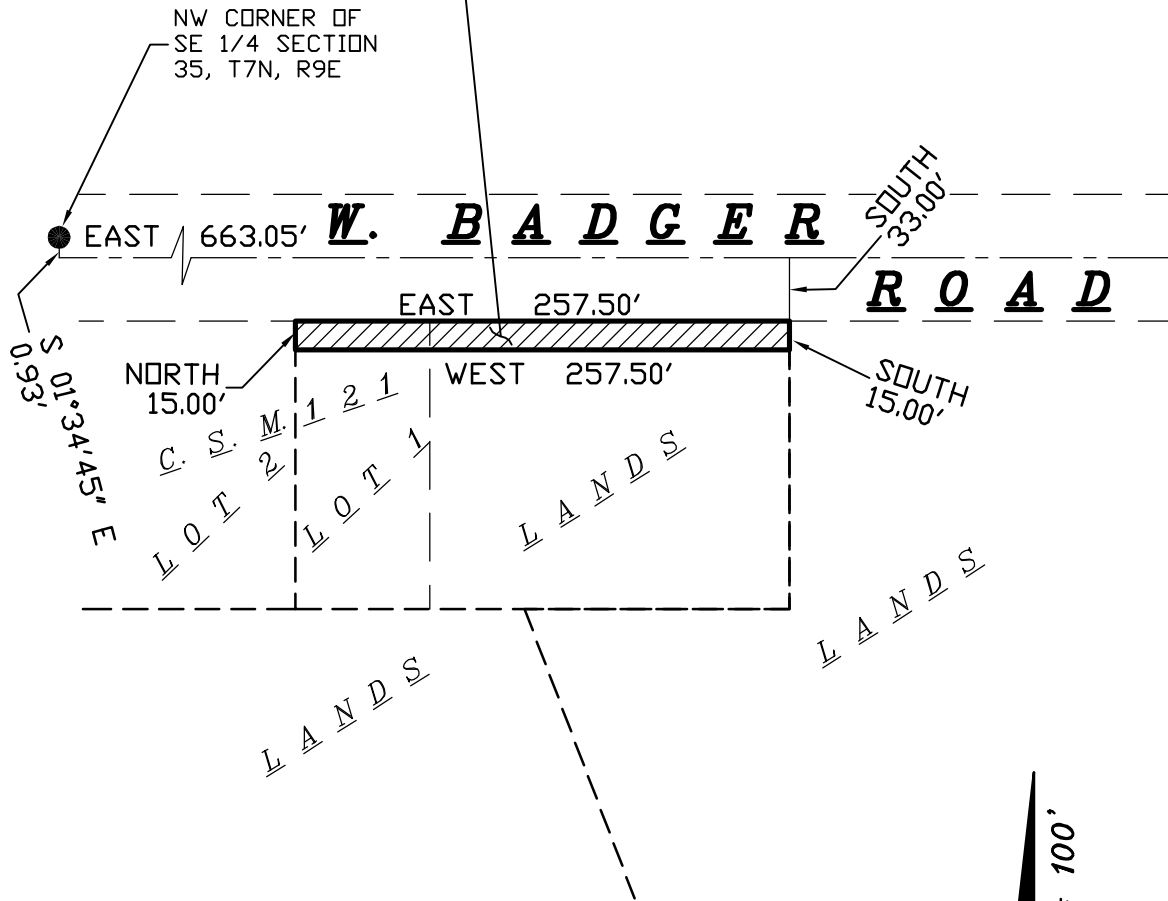 NW CORNER OF
SE 1/4 SECTION
35, T7N, R9E
EAST 663.05'
W. BADGER
ROAD
SOUTH
33.00'
EAST 257.50'
WEST 257.50'
NORTH
15.00'
SOUTH
15.00'
S 01°34'45" E
0.93'
C. S. M. 121
LOT 2
LOT 1
LANDS
LANDS
LANDS
100'